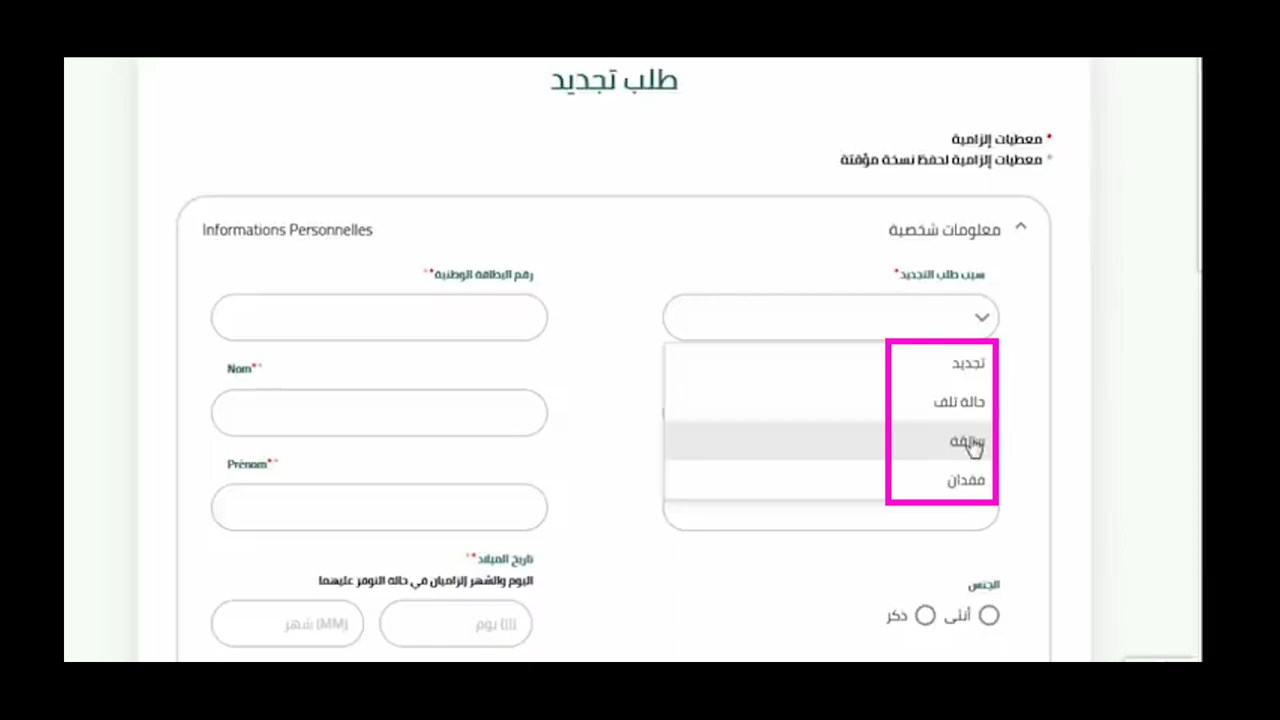 طلب تجديد
* معطيات إلزامية
* معطيات إلزامية لحفظ نسخة مؤقتة
معلومات شخصية
Informations Personnelles
سبب طلب التجديد*
تجديد
حالة تلف
فقدان
رقم البطاقة الوطنية**
Nom**
Prénom**
الجنس
أنثى
ذكر
تاريخ الميلاد**
اليوم والشهر إلزاميان في حالة التوفر عليهما
يوم (JJ)
شهر (MM)